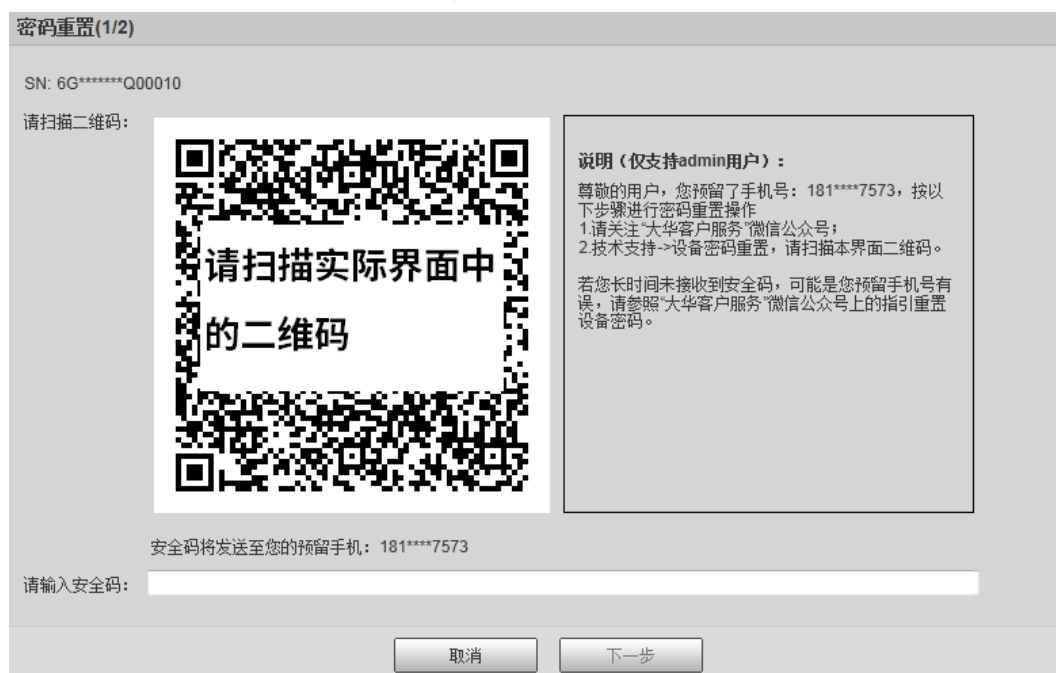 密码重置(1/2)
SN: 6G*******Q00010
请扫描二维码：
请扫描实际界面中
的二维码
说明（仅支持admin用户）：
尊敬的用户，您预留了手机号：181****7573，按以
下步骤进行密码重置操作
1.请关注“大华客户服务”微信公众号；
2.技术支持->设备密码重置，请扫描本界面二维码。
若您长时间未接收到安全码，可能是您预留手机号有
误，请参照“大华客户服务”微信公众号上的指引重置
设备密码。
安全码将发送至您的预留手机：181****7573
请输入安全码：
取消
下一步